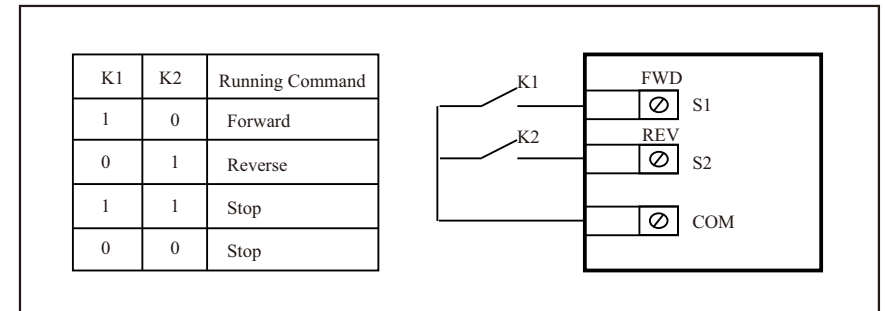 K1 K2 Running Command
1 0 Forward
0 1 Reverse
1 1 Stop
0 0 Stop
K1
FWD
S1
K2
REV
S2
COM